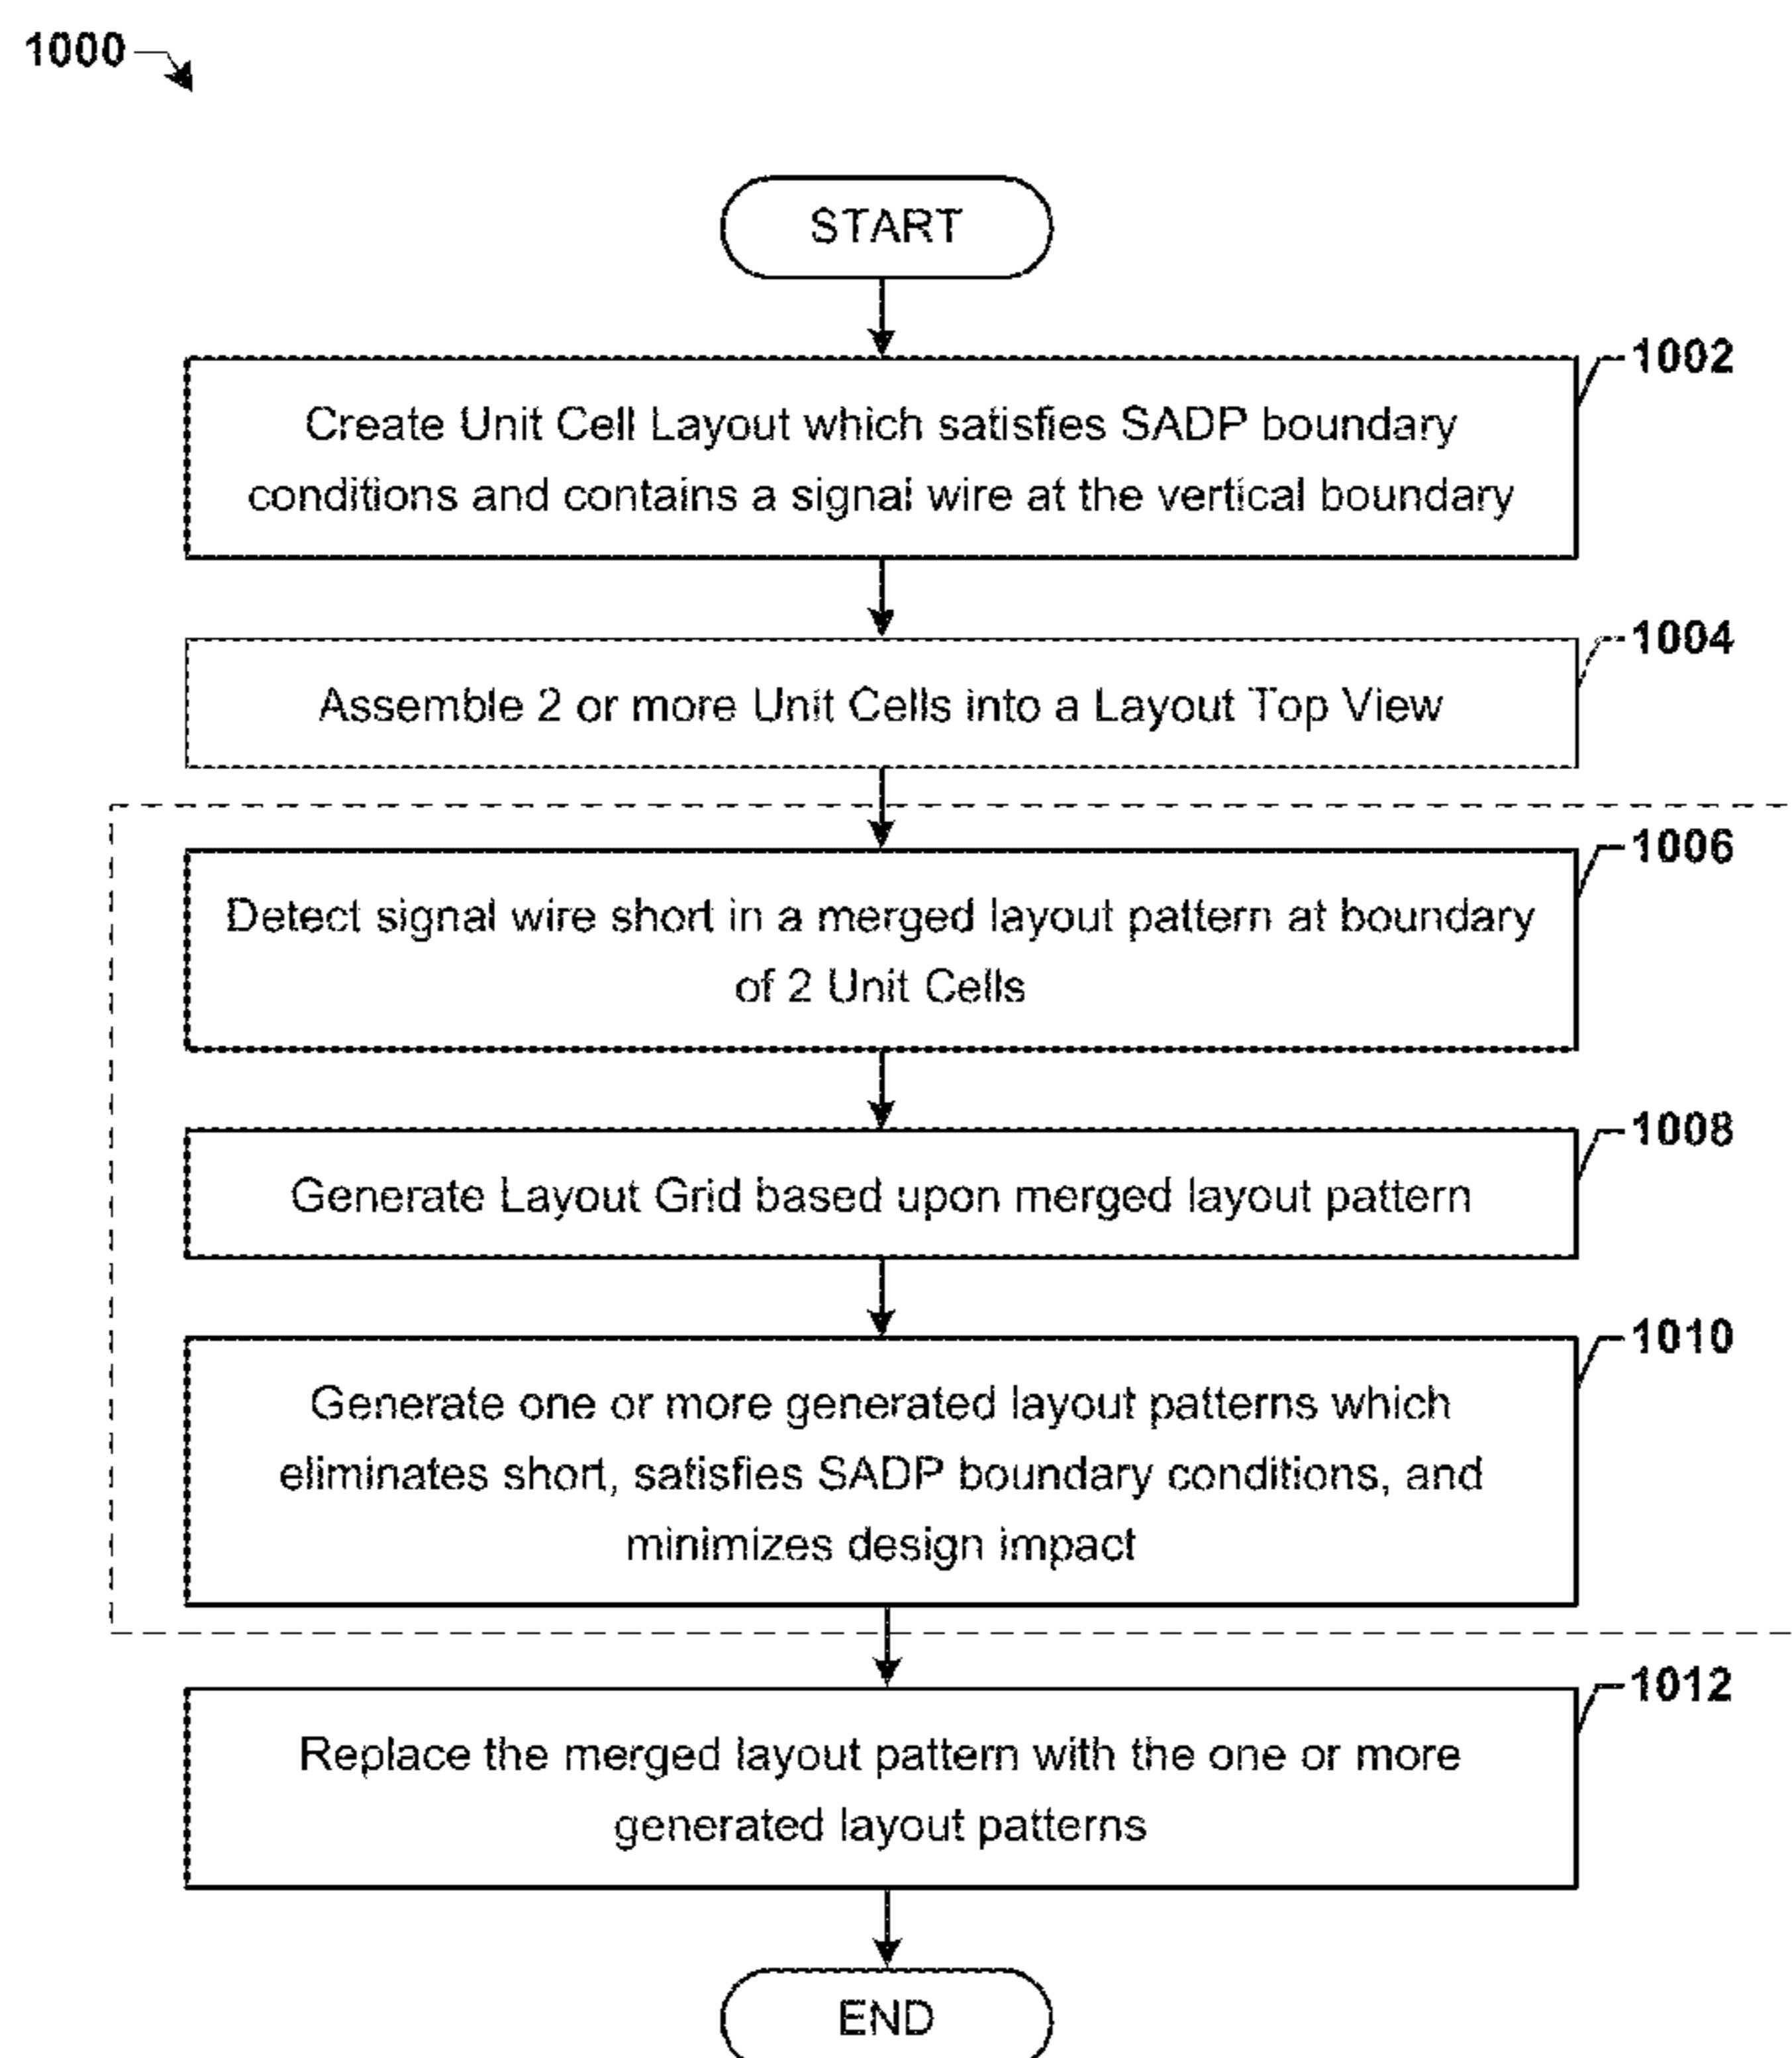 1000
START
1002
Create Unit Cell Layout which satisfies SADP boundary
conditions and contains a signal wire at the vertical boundary
1004
Assemble 2 or more Unit Cells into a Layout Top View
1006
Detect signal wire short in a merged layout pattern at boundary
of 2 Unit Cells
1008
Generate Layout Grid based upon merged layout pattern
1010
Generate one or more generated layout patterns which
eliminates short, satisfies SADP boundary conditions, and
minimizes design impact
1012
Replace the merged layout pattern with the one or more
generated layout patterns
END